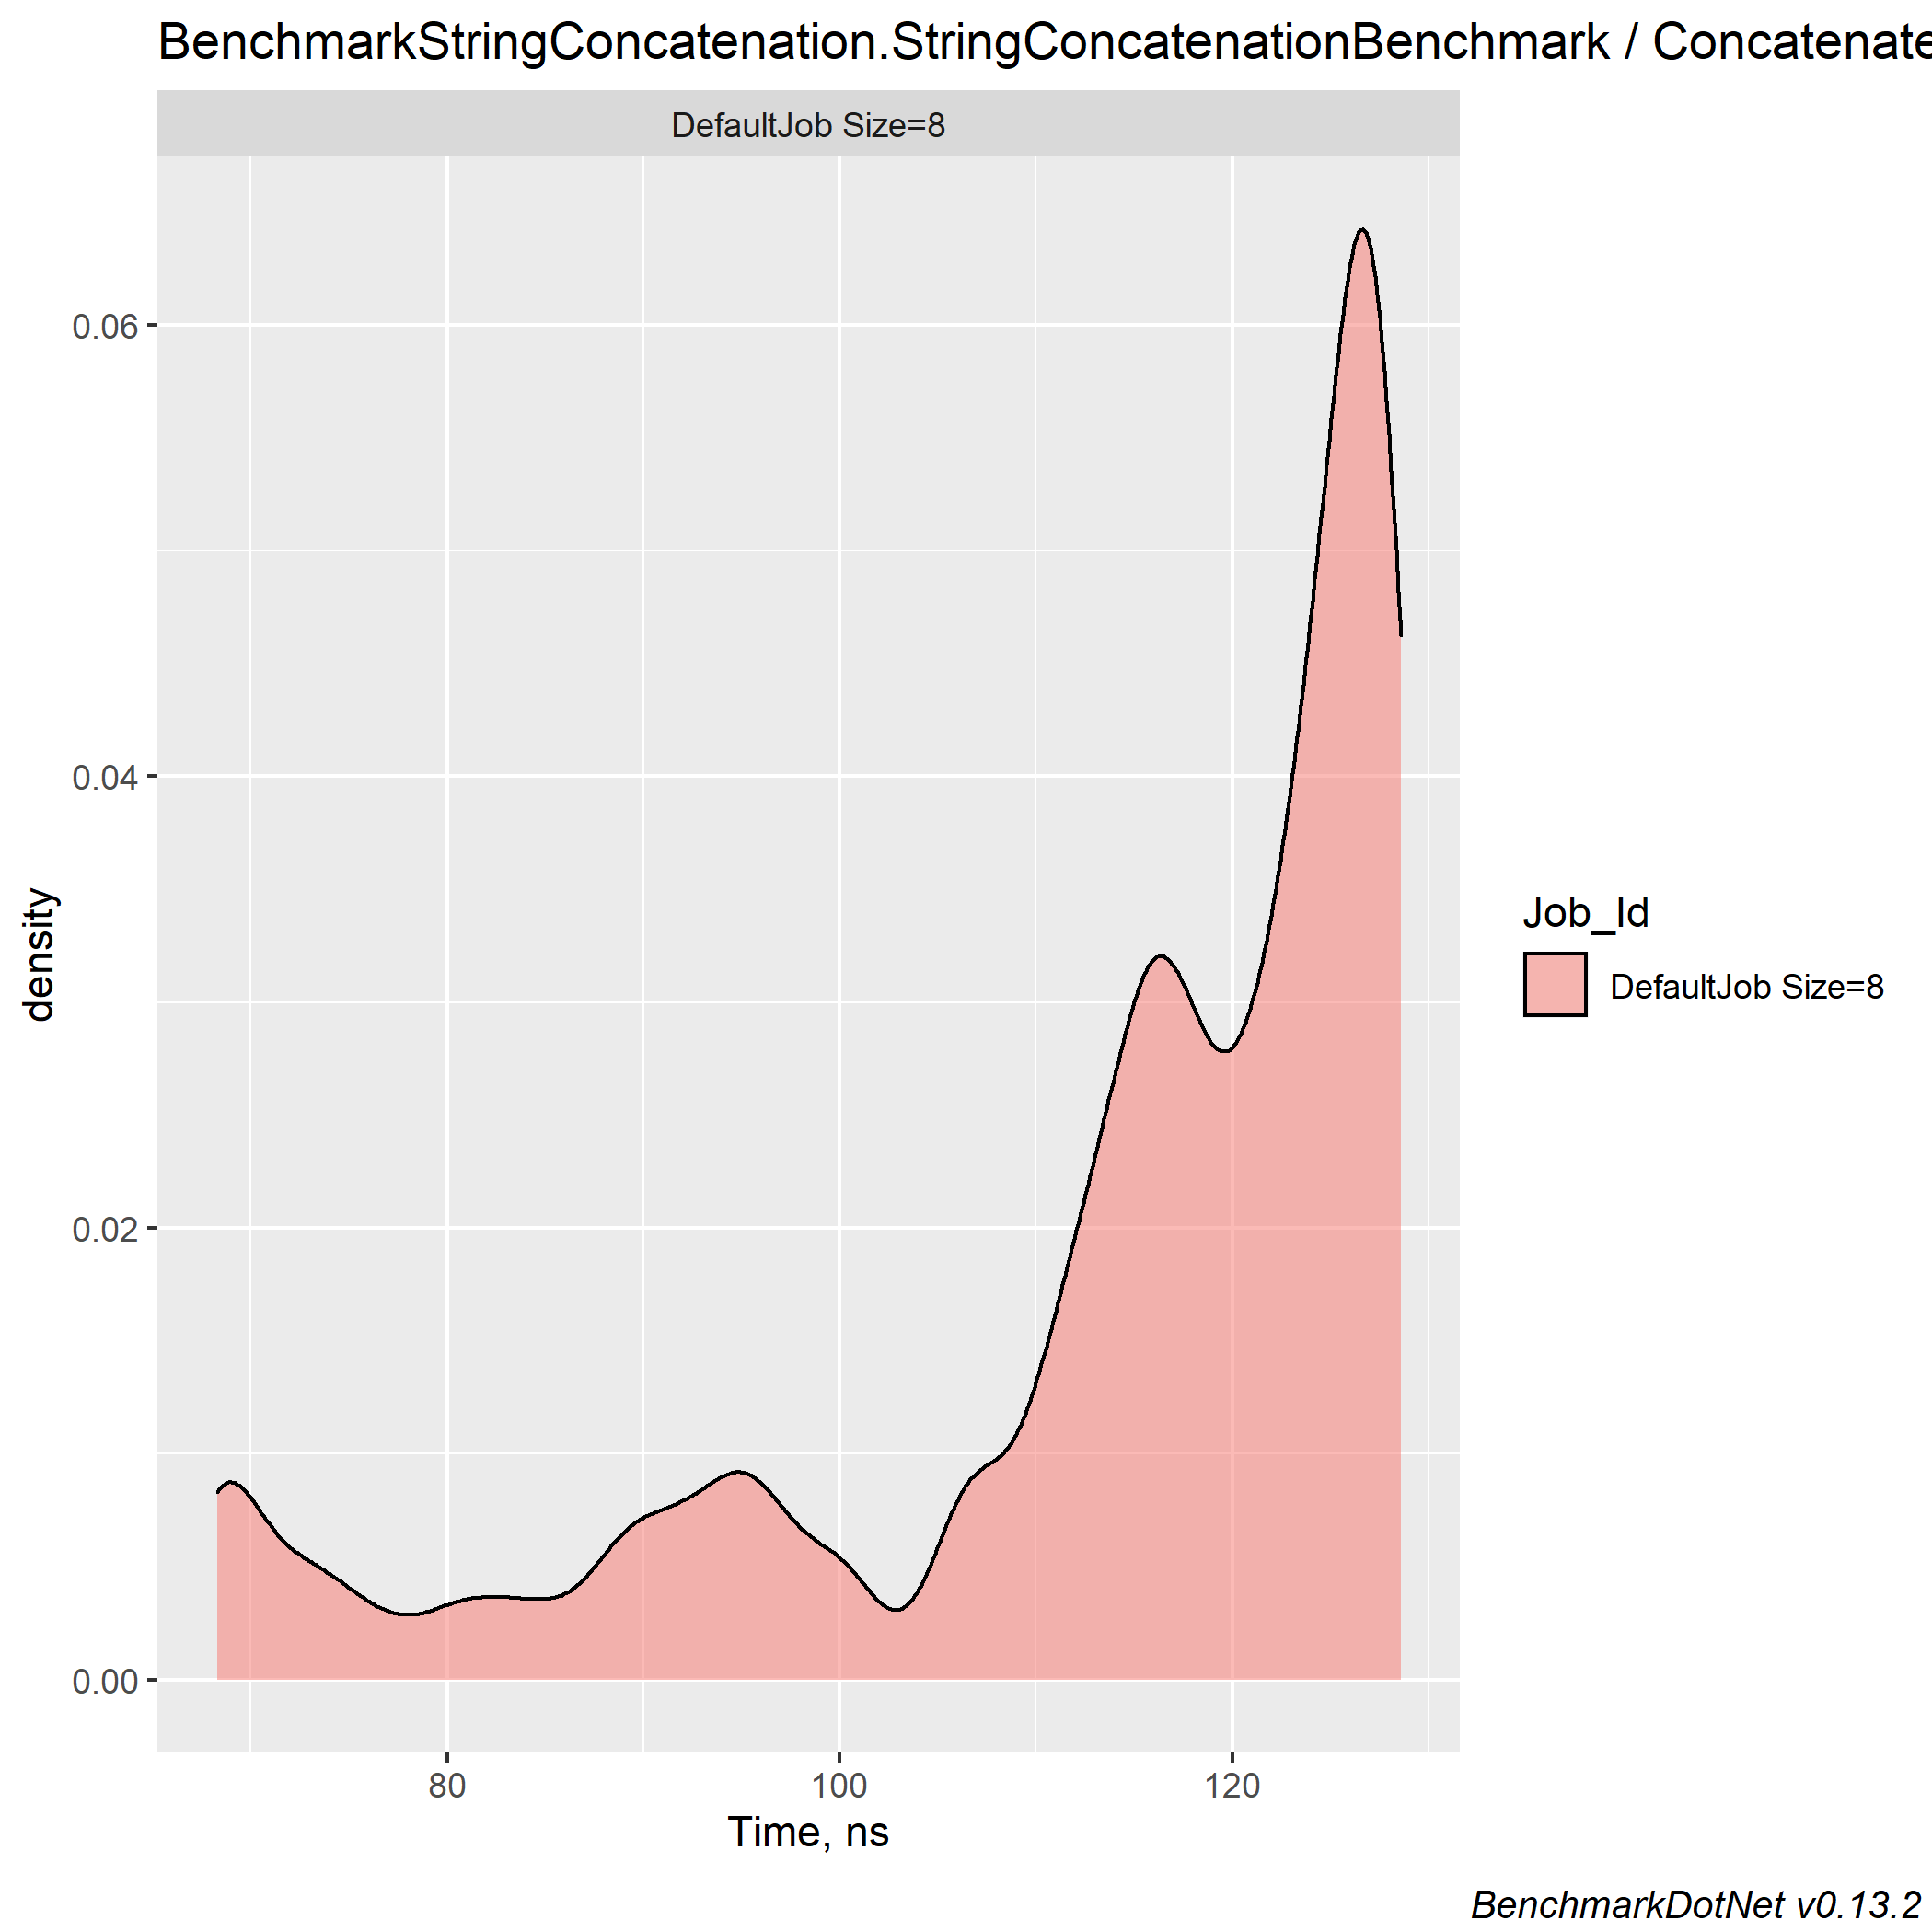 BenchmarkStringConcatenation.StringConcatenationBenchmark / Concatenate
DefaultJob Size=8
0.06
0.04
0.02
0.00
density
80 100 120
Time, ns
Job_Id
DefaultJob Size=8
BenchmarkDotNet v0.13.2